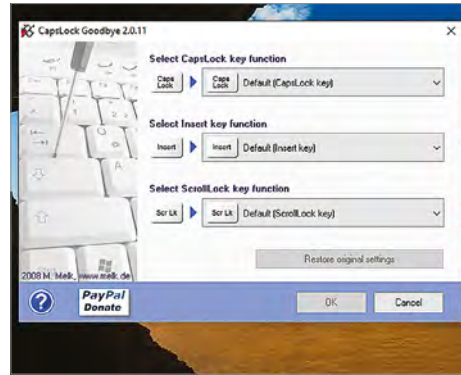 CapsLock Goodbye 2.0.11
Select CapsLock key function
Caps Lock Caps Lock Default (CapsLock key)
Select Insert key function
Insert Insert Default (Insert key)
Select ScrollLock key function
Scr Lk Scr Lk Default (ScrollLock key)
Restore original settings
2008 M. Melk, www.melk.de
? PayPal Donate OK Cancel